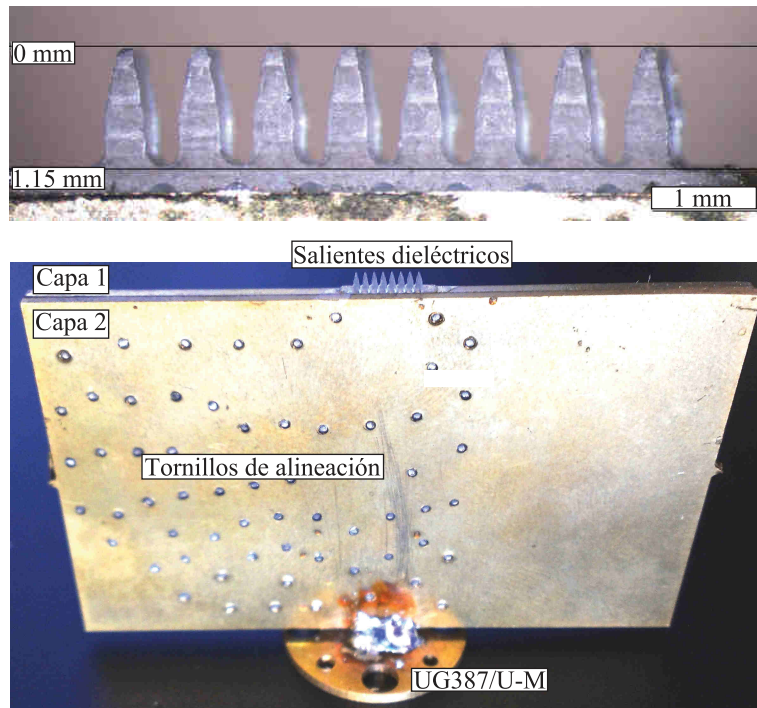 0 mm
1.15 mm
1 mm
Salientes dieléctricos
Capa 1
Capa 2
Tornillos de alineación
UG387/U-M